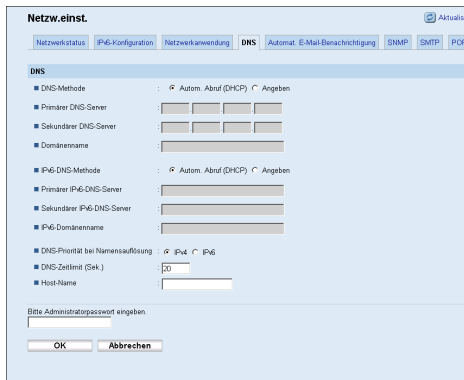 Netzw.einst.
Netzwerkstatus IPv6-Konfiguration Netzwerkanwendung DNS Automat. E-Mail-Benachrichtigung SNMP SMTP
DNS
DNS-Methode : Autom. Abruf (DHCP) Angeben
Primärer DNS-Server :
Sekundärer DNS-Server :
Domänenname :
IPv6-DNS-Methode : Autom. Abruf (DHCP) Angeben
Primärer IPv6-DNS-Server :
Sekundärer IPv6-DNS-Server :
IPv6-Domänenname :
DNS-Priorität bei Namensauflösung : IPv4 IPv6
DNS-Zeitlimit (Sek.) : 20
Host-Name :
Bitte Administratorpasswort eingeben.
OK Abbrechen